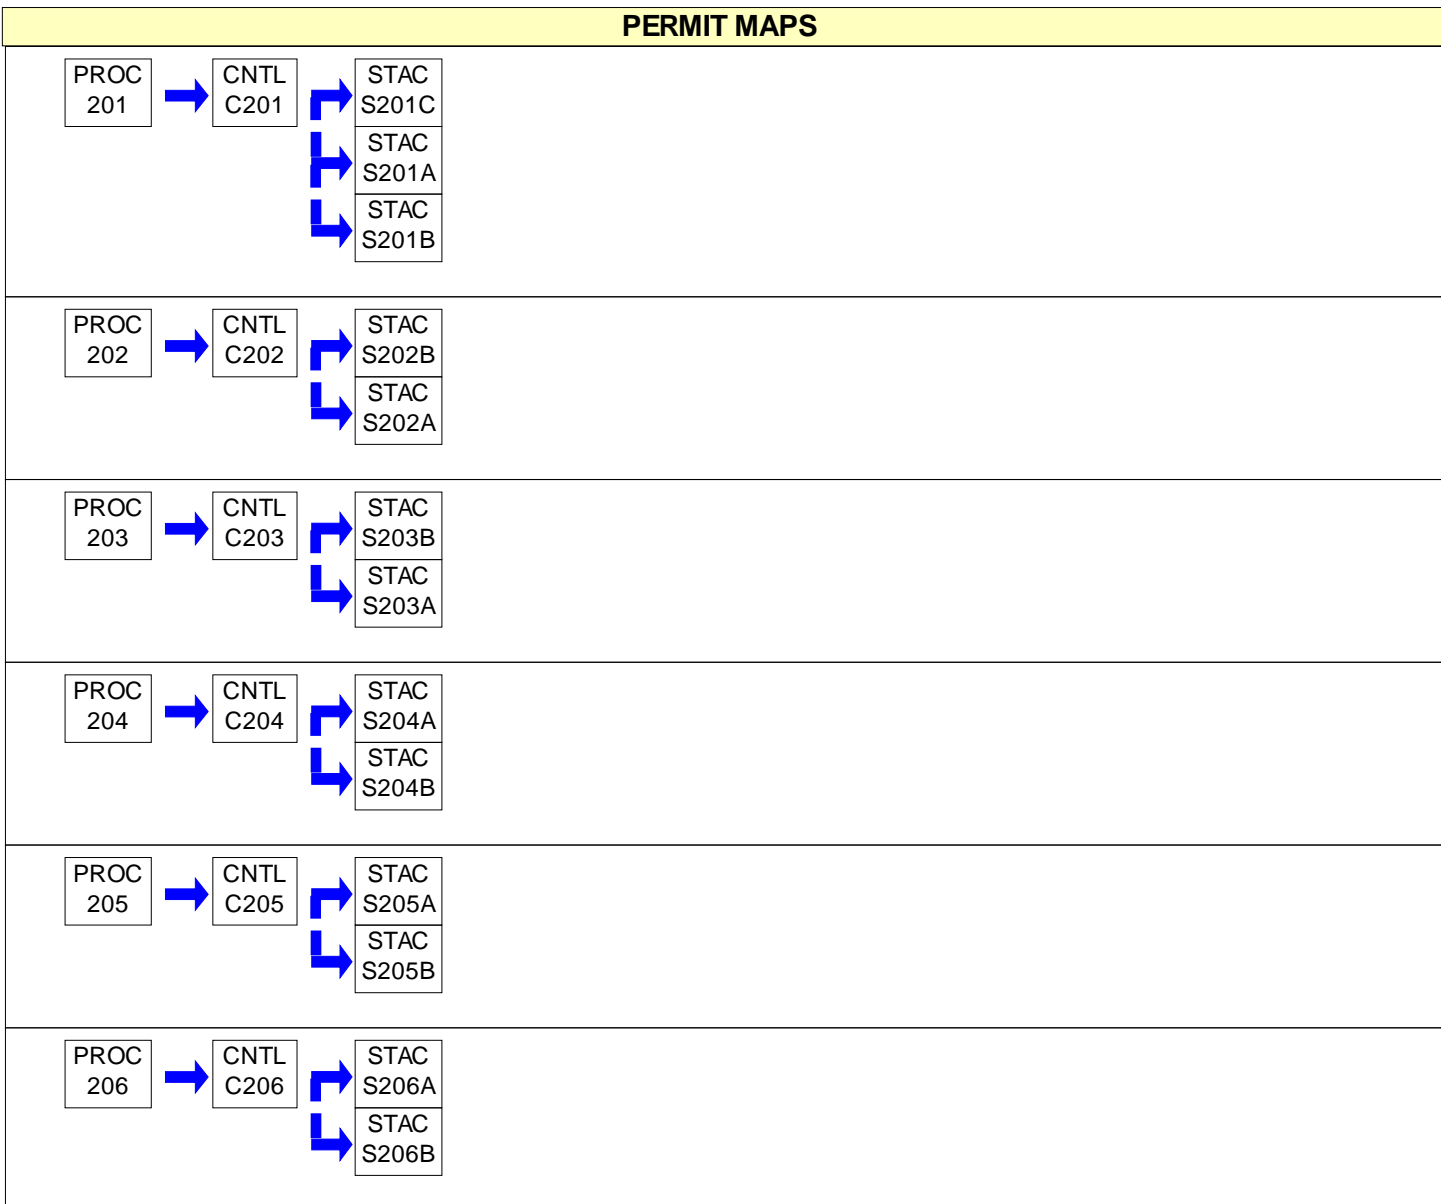 PERMIT MAPS
PROC
201
CNTL
C201
STAC
S201C
STAC
S201A
STAC
S201B
PROC
202
CNTL
C202
STAC
S202B
STAC
S202A
PROC
203
CNTL
C203
STAC
S203B
STAC
S203A
PROC
204
CNTL
C204
STAC
S204A
STAC
S204B
PROC
205
CNTL
C205
STAC
S205A
STAC
S205B
PROC
206
CNTL
C206
STAC
S206A
STAC
S206B